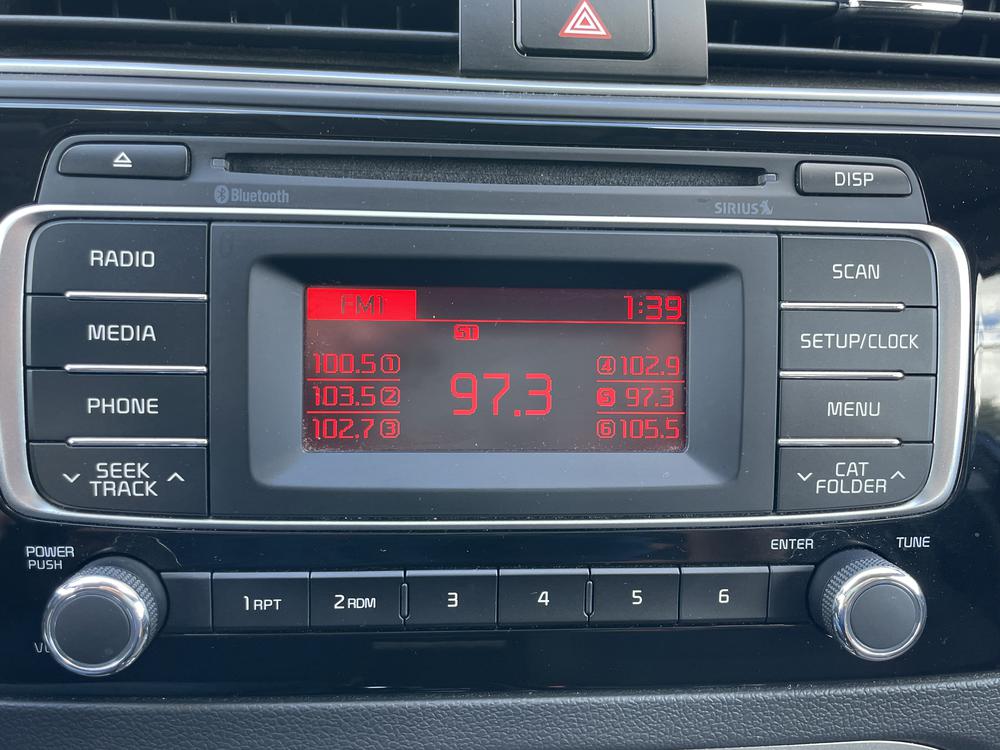 DISP
Bluetooth
SIRIUS
RADIO
MEDIA
PHONE
SEEK
TRACK
FM1
1:39
ST
100.5 1
103.5 2
102.7 3
97.3
4 102.9
5 97.3
6 105.5
SCAN
SETUP/CLOCK
MENU
CAT
FOLDER
POWER
PUSH
ENTER
TUNE
1 RPT
2 RDM
3
4
5
6